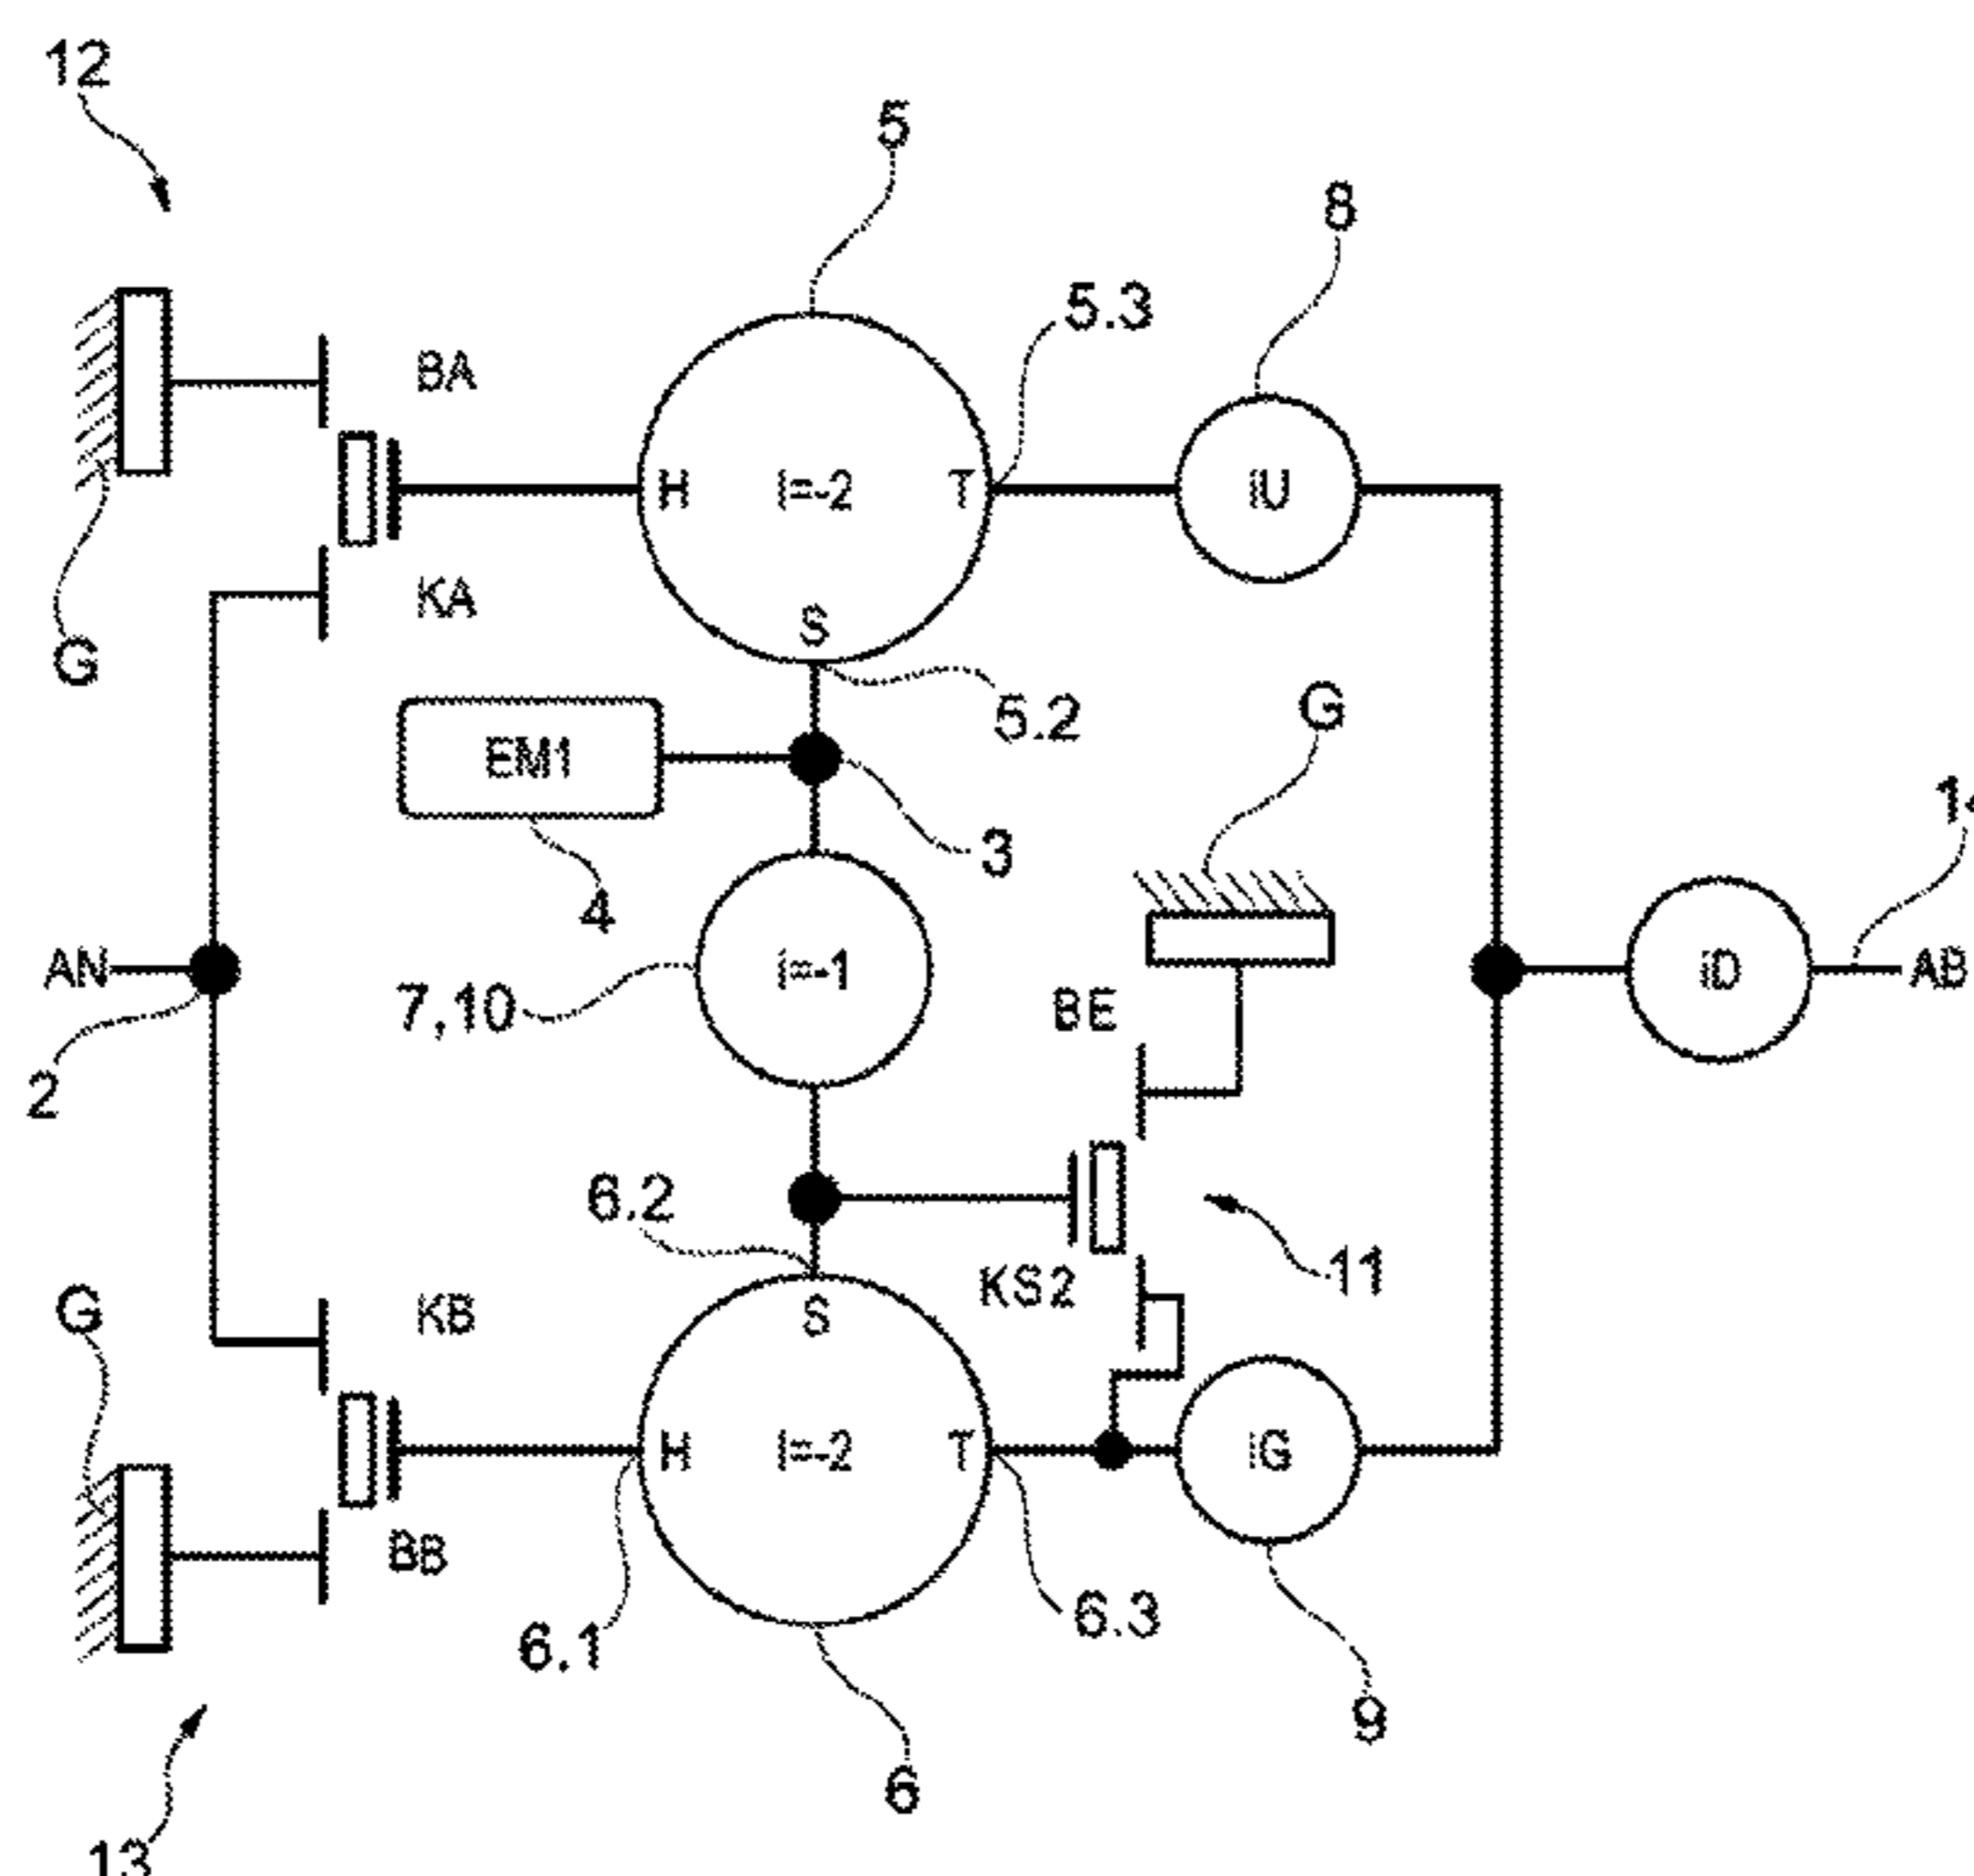 12
5
8
5.3
BA
H
i=-2
T
IU
KA
S
G
5.2
G
EM1
3
4
AN
7,10
i=-1
BE
ID
AB
2
6.2
11
KS2
G
KB
S
H
i=-2
T
IG
BB
6.1
6.3
9
6
13